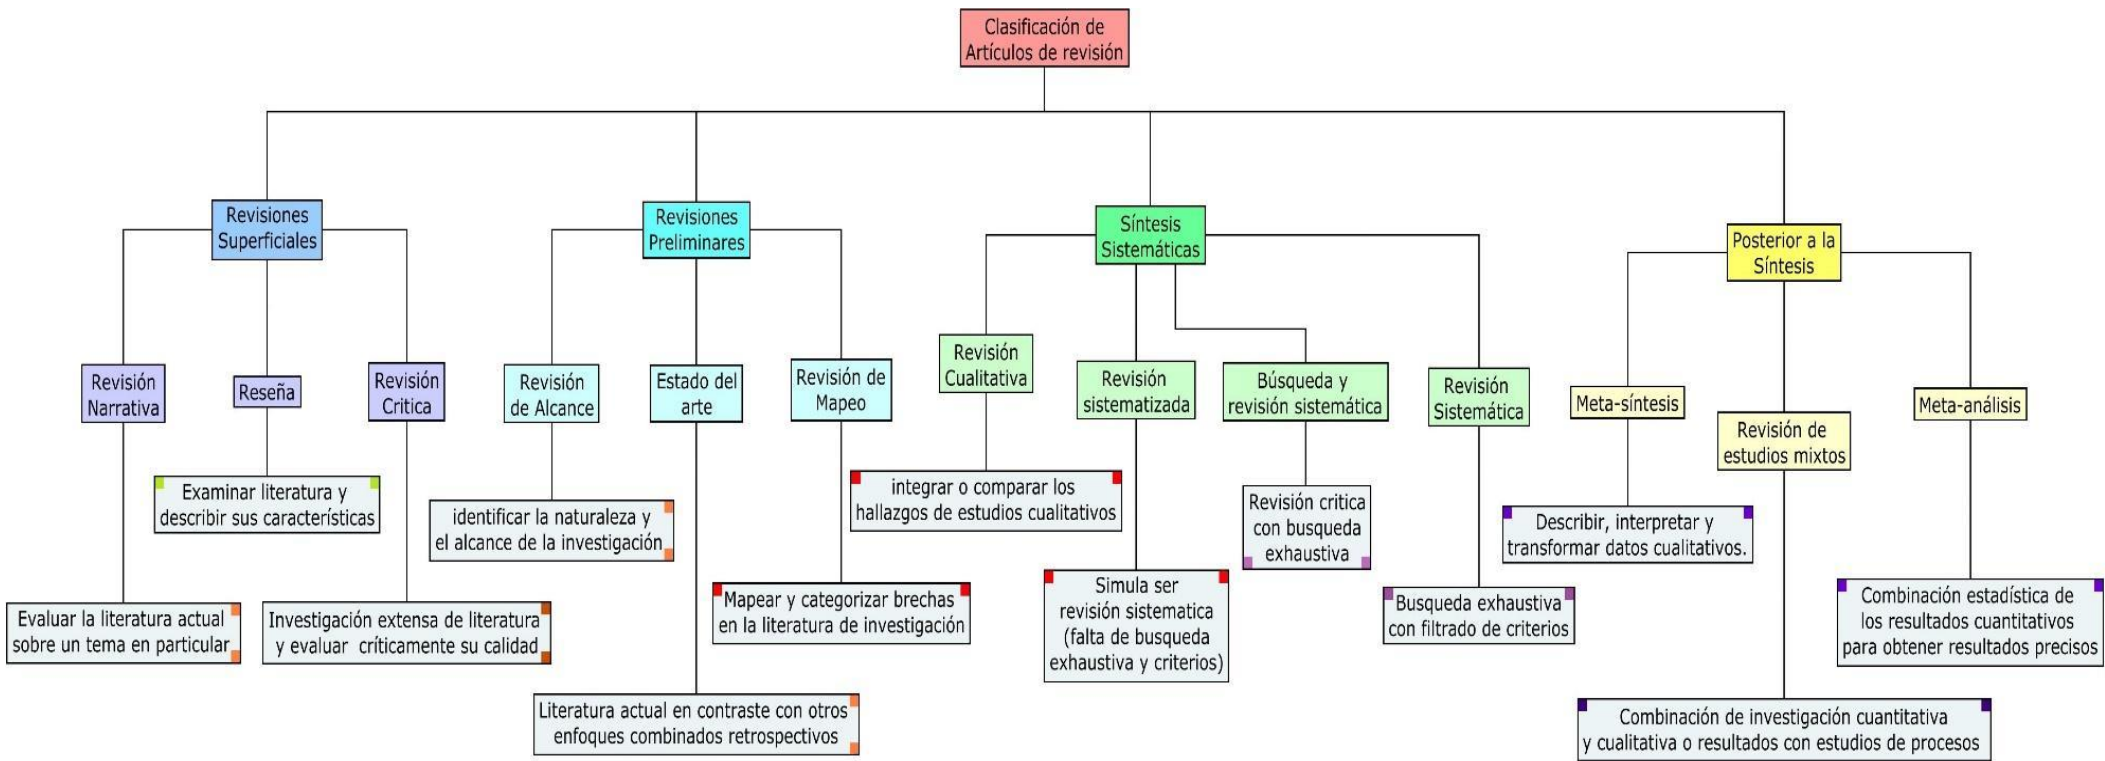 Clasificación de
Artículos de revisión
Revisiones
Superficiales
Revisiones
Preliminares
Síntesis
Sistemáticas
Posterior a la
Síntesis
Revisión
Narrativa
Reseña
Revisión
Critica
Revisión
de Alcance
Estado del
arte
Revisión de
Mapeo
Revisión
Cualitativa
Revisión
sistematizada
Búsqueda y
revisión sistemática
Revisión
Sistemática
Meta-síntesis
Revisión de
estudios mixtos
Meta-análisis
Evaluar la literatura actual
sobre un tema en particular
Examinar literatura y
describir sus características
Investigación extensa de literatura
y evaluar críticamente su calidad
identificar la naturaleza y
el alcance de la investigación
Literatura actual en contraste con otros
enfoques combinados retrospectivos
Mapear y categorizar brechas
en la literatura de investigación
integrar o comparar los
hallazgos de estudios cualitativos
Simula ser
revisión sistematica
(falta de busqueda
exhaustiva y criterios)
Revisión critica
con busqueda
exhaustiva
Busqueda exhaustiva
con filtrado de criterios
Describir, interpretar y
transformar datos cualitativos.
Combinación de investigación cuantitativa
y cualitativa o resultados con estudios de procesos
Combinación estadística de
los resultados cuantitativos
para obtener resultados precisos